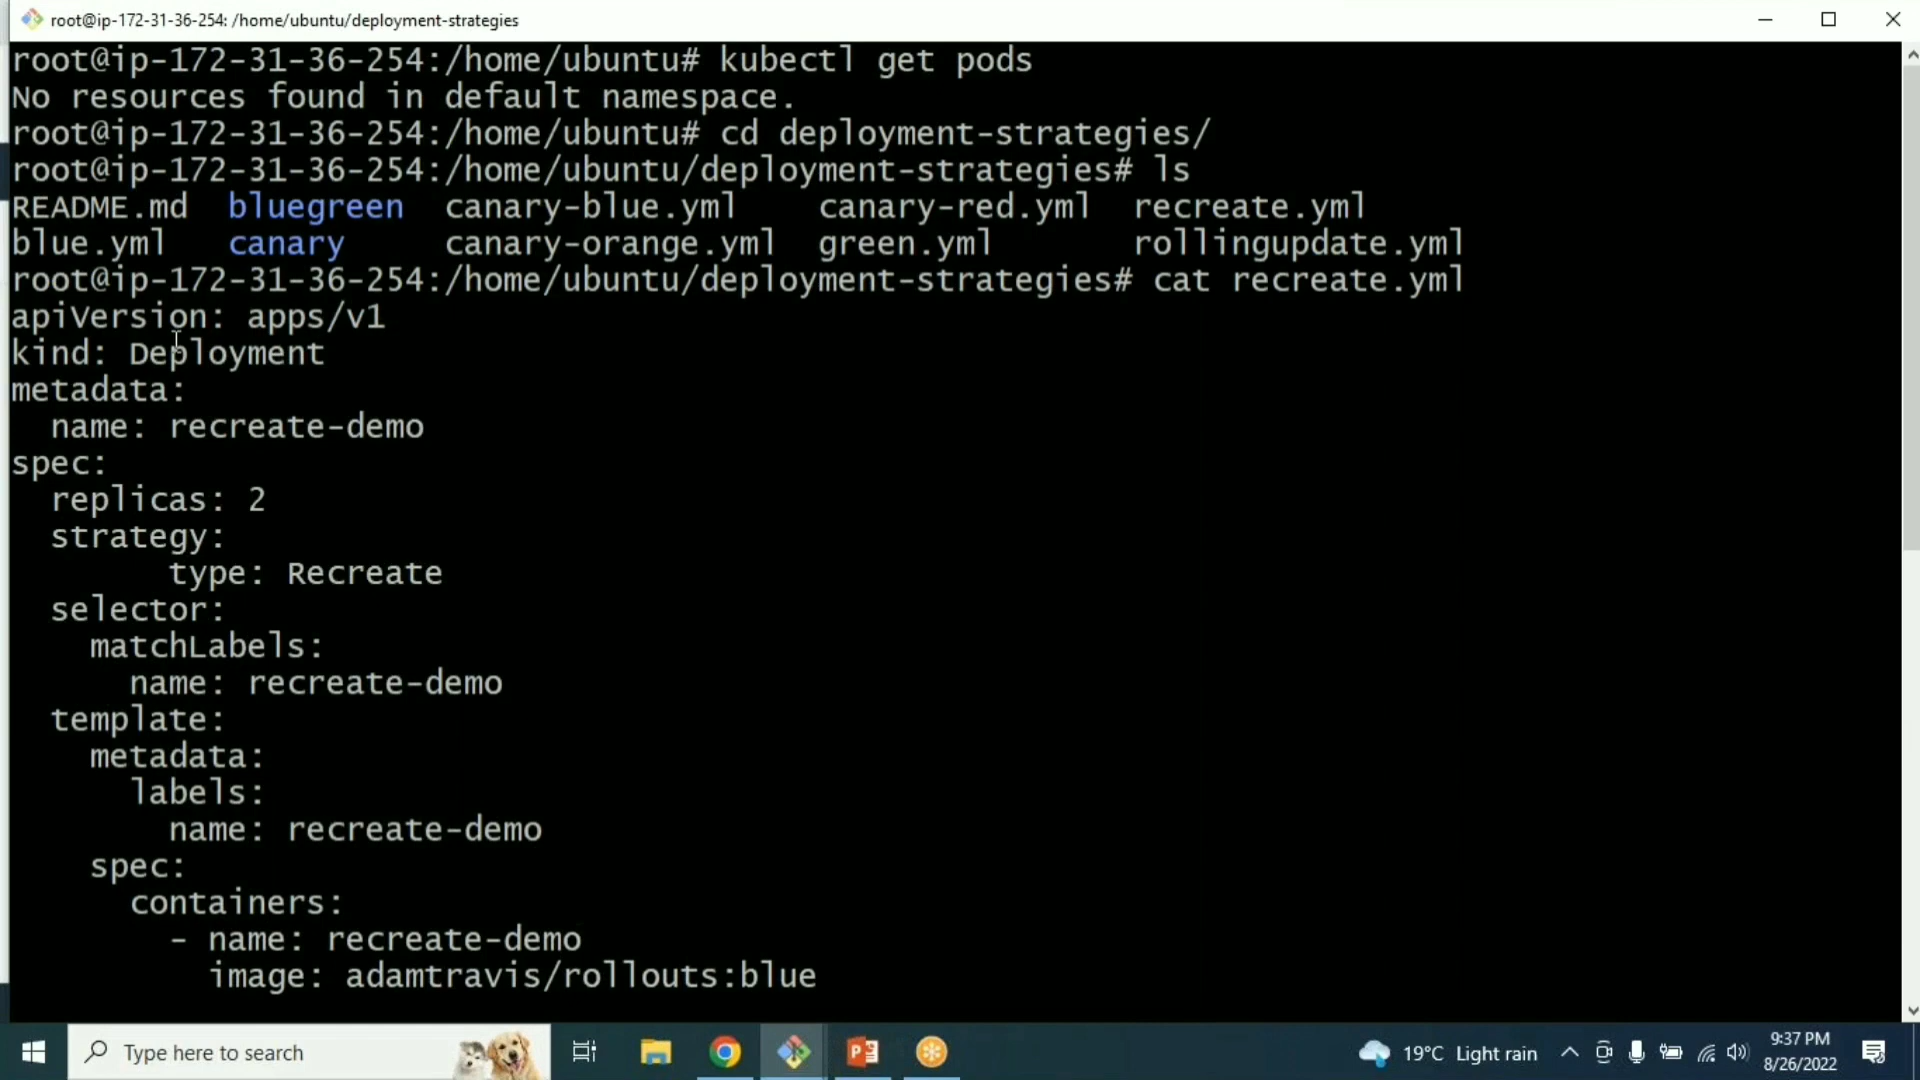 root@ip-172-31-36-254: /home/ubuntu/deployment-strategies
root@ip-172-31-36-254:/home/ubuntu# kubectl get pods
No resources found in default namespace.
root@ip-172-31-36-254:/home/ubuntu# cd deployment-strategies/
root@ip-172-31-36-254:/home/ubuntu/deployment-strategies# ls
README.md  bluegreen  canary-blue.yml    canary-red.yml  recreate.yml
blue.yml   canary     canary-orange.yml  green.yml       rollingupdate.yml
root@ip-172-31-36-254:/home/ubuntu/deployment-strategies# cat recreate.yml
apiVersion: apps/v1
kind: Deployment
metadata:
  name: recreate-demo
spec:
  replicas: 2
  strategy:
        type: Recreate
  selector:
    matchLabels:
      name: recreate-demo
  template:
    metadata:
      labels:
        name: recreate-demo
    spec:
      containers:
        - name: recreate-demo
          image: adamtravis/rollouts:blue
Type here to search
19°C Light rain
9:37 PM
8/26/2022